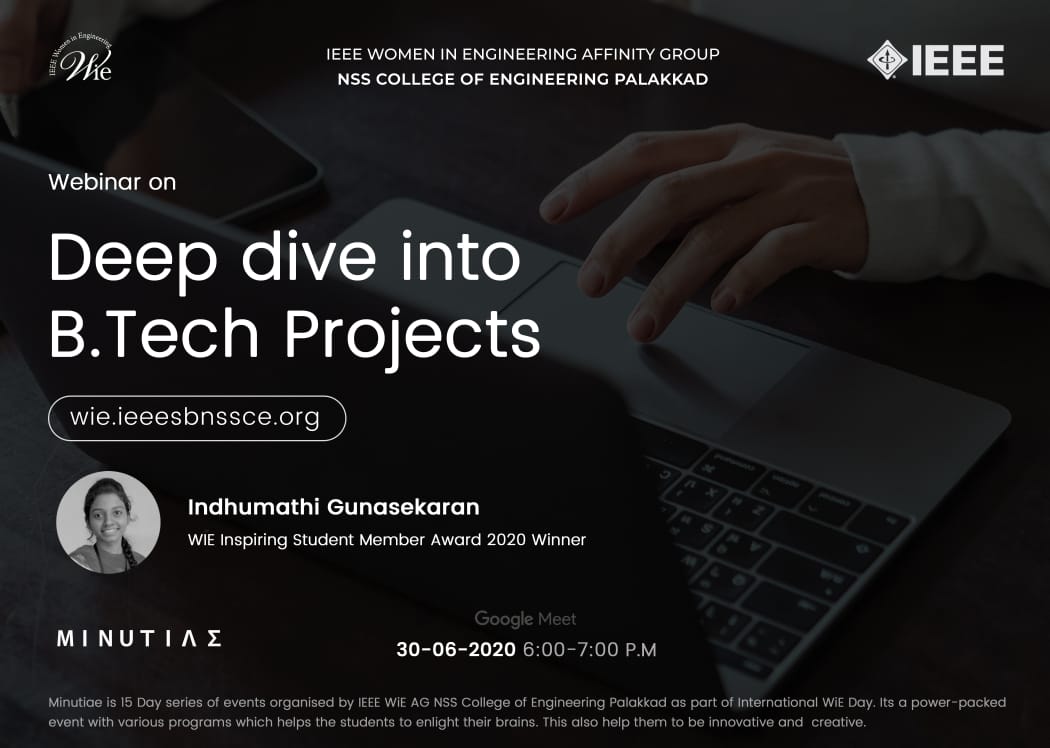 IEEE Women in Engineering
WiE
IEEE WOMEN IN ENGINEERING AFFINITY GROUP
NSS COLLEGE OF ENGINEERING PALAKKAD
IEEE
Webinar on
Deep dive into
B.Tech Projects
wie.ieeesbnssce.org
Indhumathi Gunasekaran
WIE Inspiring Student Member Award 2020 Winner
MINUTIΛΣ
Google Meet
30-06-2020 6:00-7:00 P.M
Minutiae is 15 Day series of events organised by IEEE WiE AG NSS College of Engineering Palakkad as part of International WiE Day. Its a power-packed
event with various programs which helps the students to enlight their brains. This also help them to be innovative and creative.